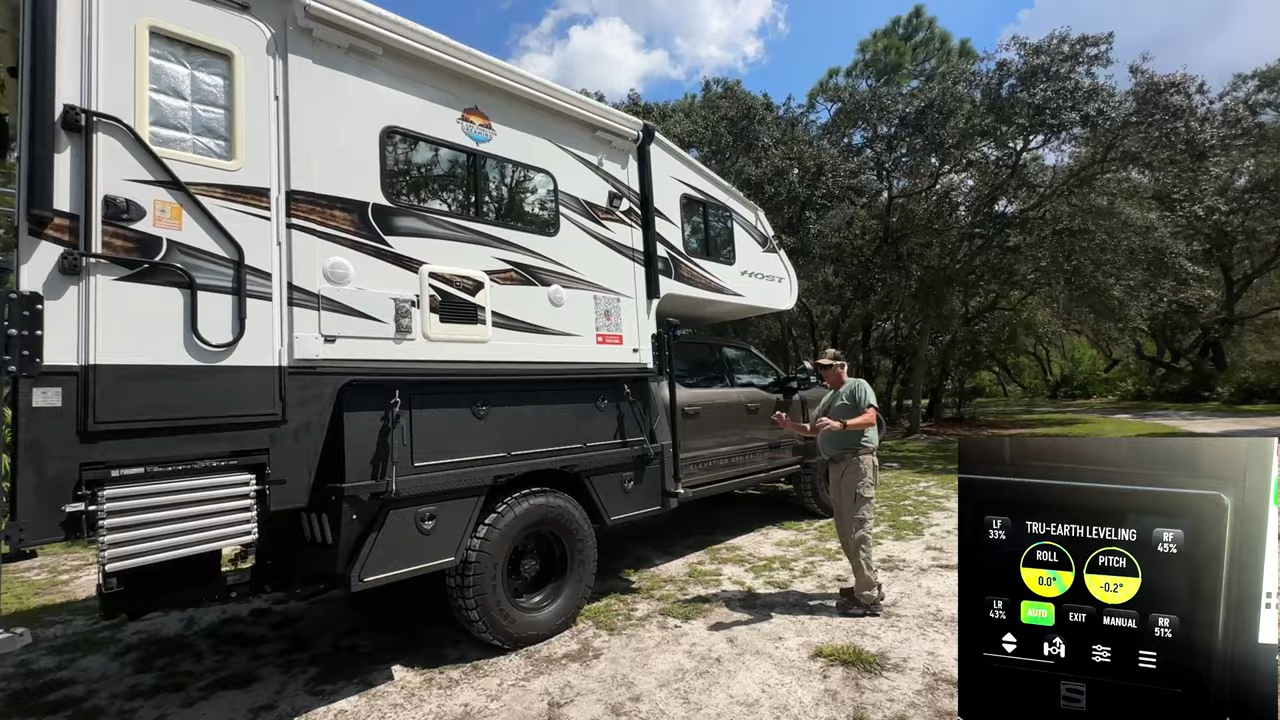 HOST
ELEVATION OFF GRID
TRU-EARTH LEVELING
LF
33%
RF
45%
ROLL
0.0°
PITCH
-0.2°
LR
43%
AUTO
EXIT
MANUAL
RR
51%
S